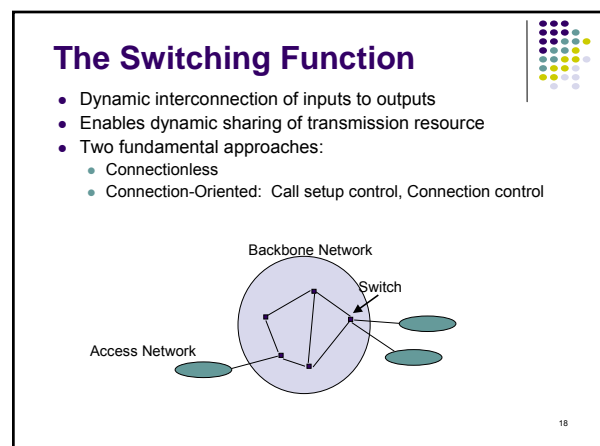 The Switching Function
Dynamic interconnection of inputs to outputs
Enables dynamic sharing of transmission resource
Two fundamental approaches:
Connectionless
Connection-Oriented: Call setup control, Connection control
Backbone Network
Switch
Access Network
18